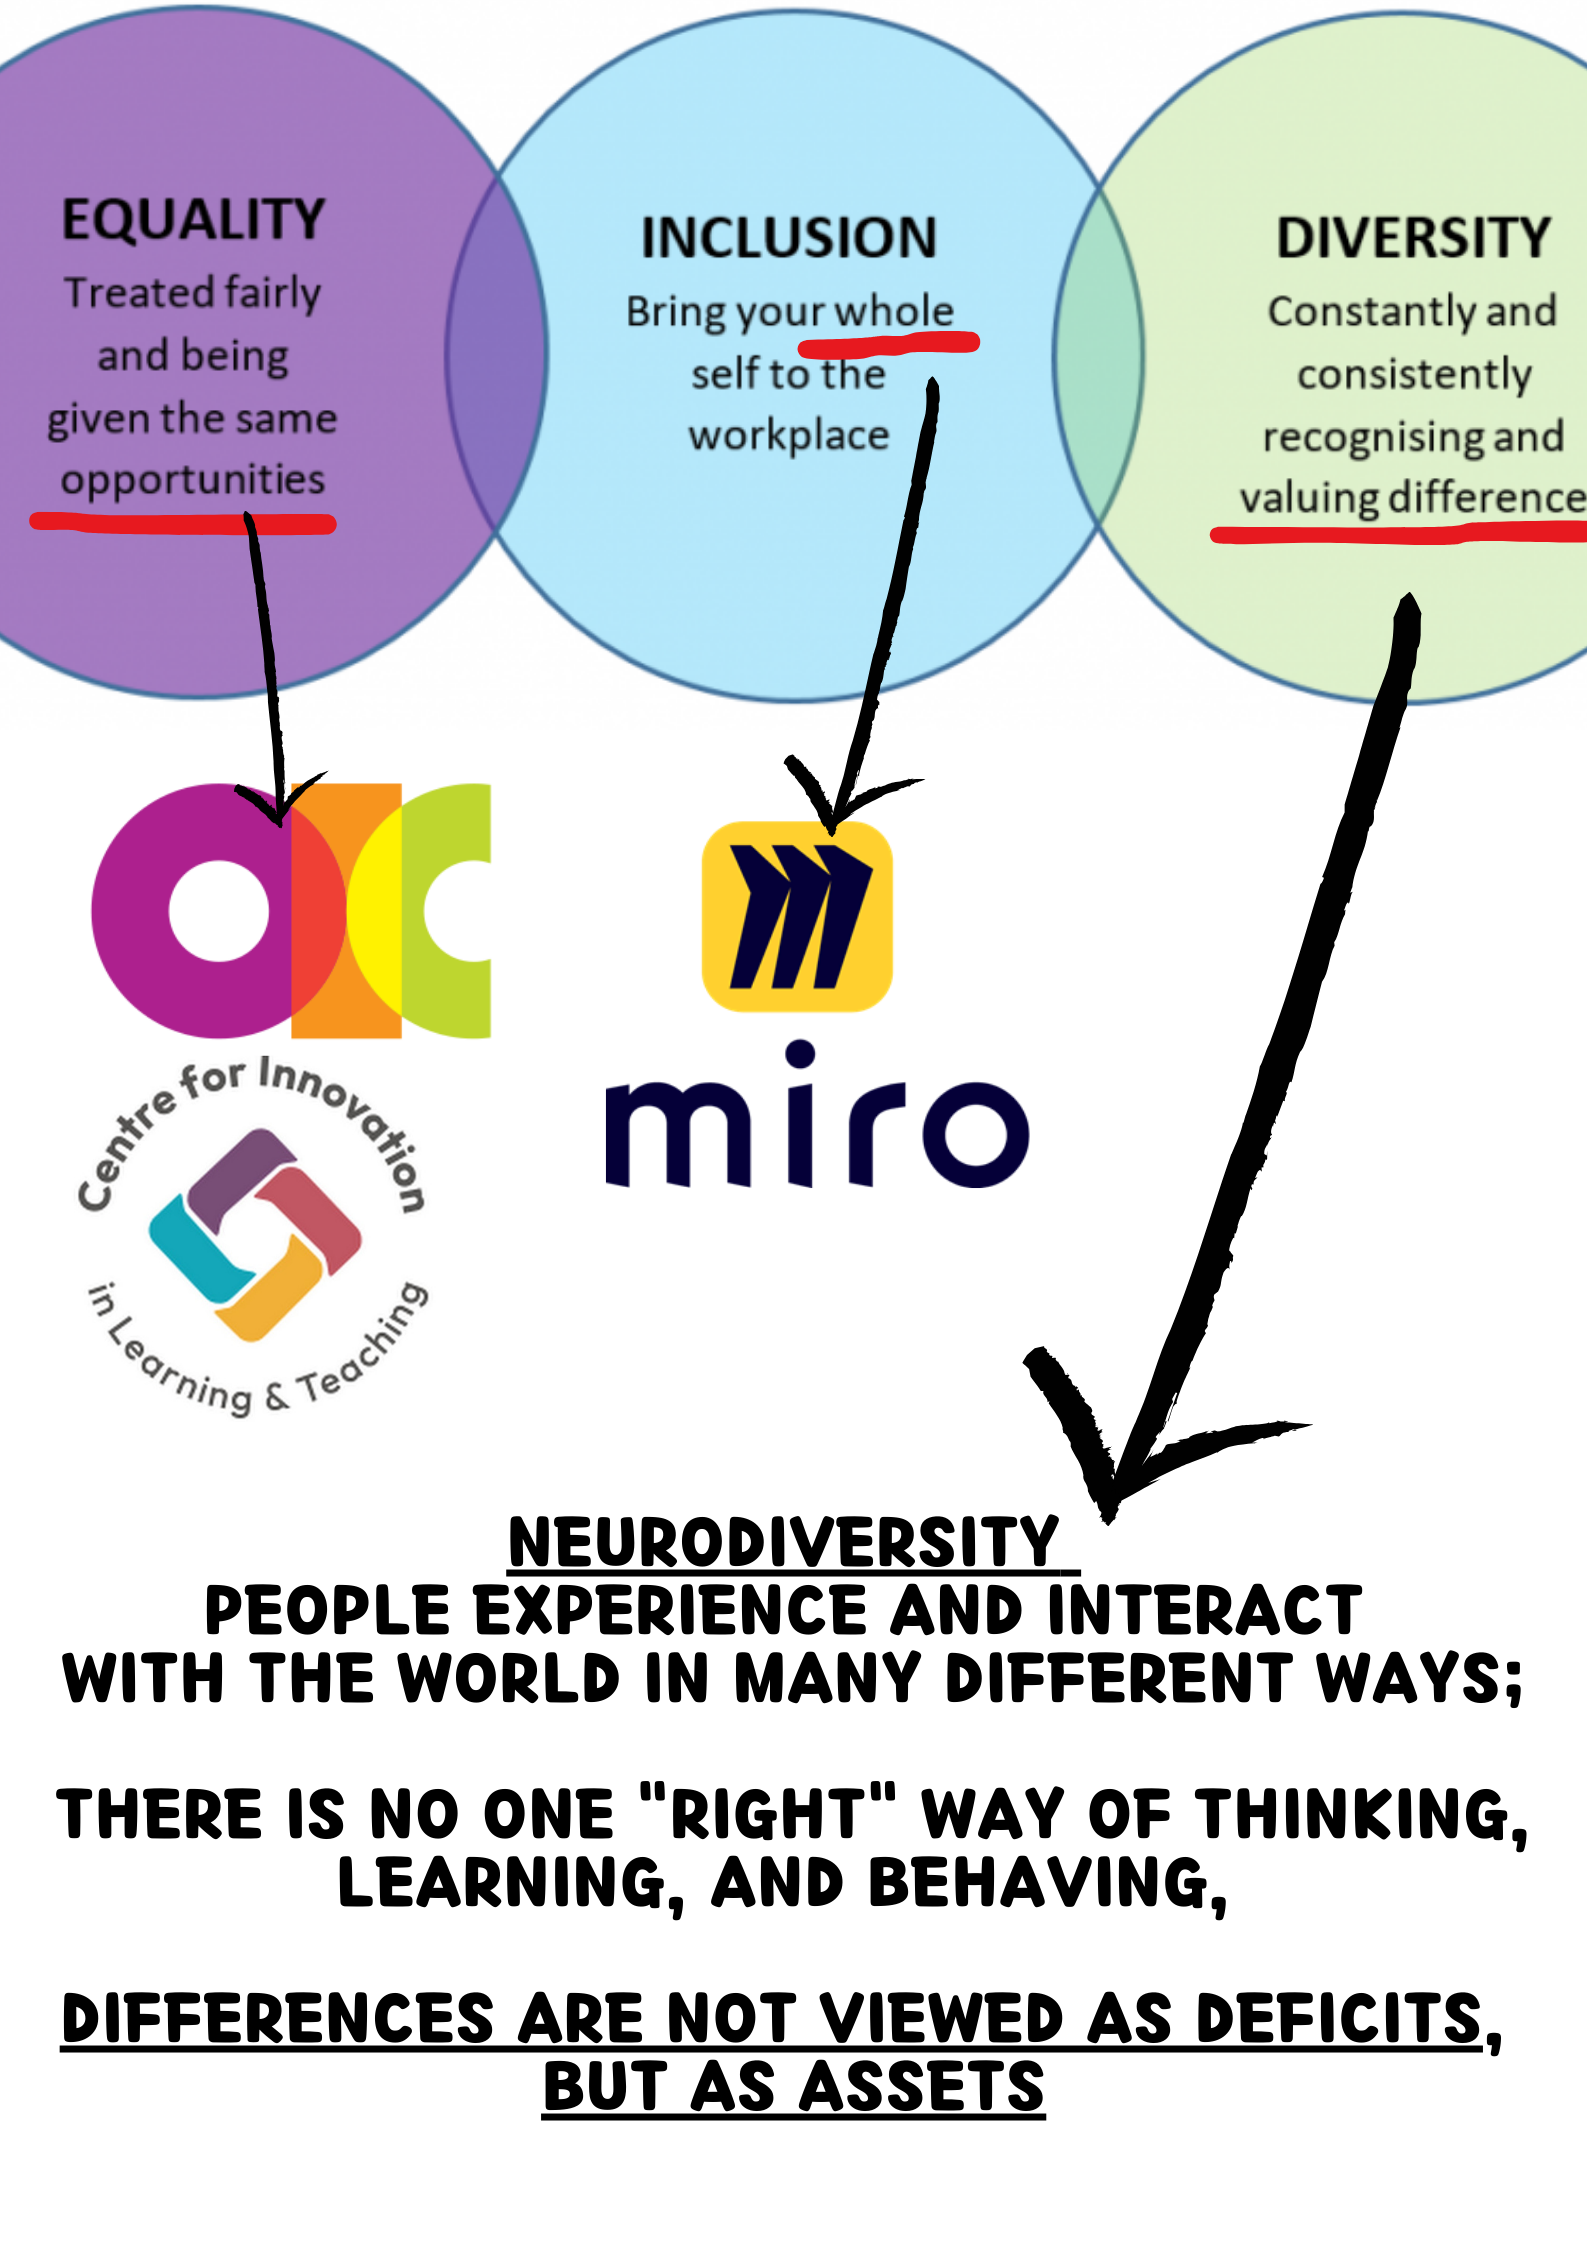 EQUALITY
Treated fairly
and being
given the same
opportunities
INCLUSION
Bring your whole
self to the
workplace
DIVERSITY
Constantly and
consistently
recognising and
valuing difference
aic
Centre for Innovation
in Learning & Teaching
miro
NEURODIVERSITY
PEOPLE EXPERIENCE AND INTERACT
WITH THE WORLD IN MANY DIFFERENT WAYS;
THERE IS NO ONE "RIGHT" WAY OF THINKING,
LEARNING, AND BEHAVING,
DIFFERENCES ARE NOT VIEWED AS DEFICITS,
BUT AS ASSETS